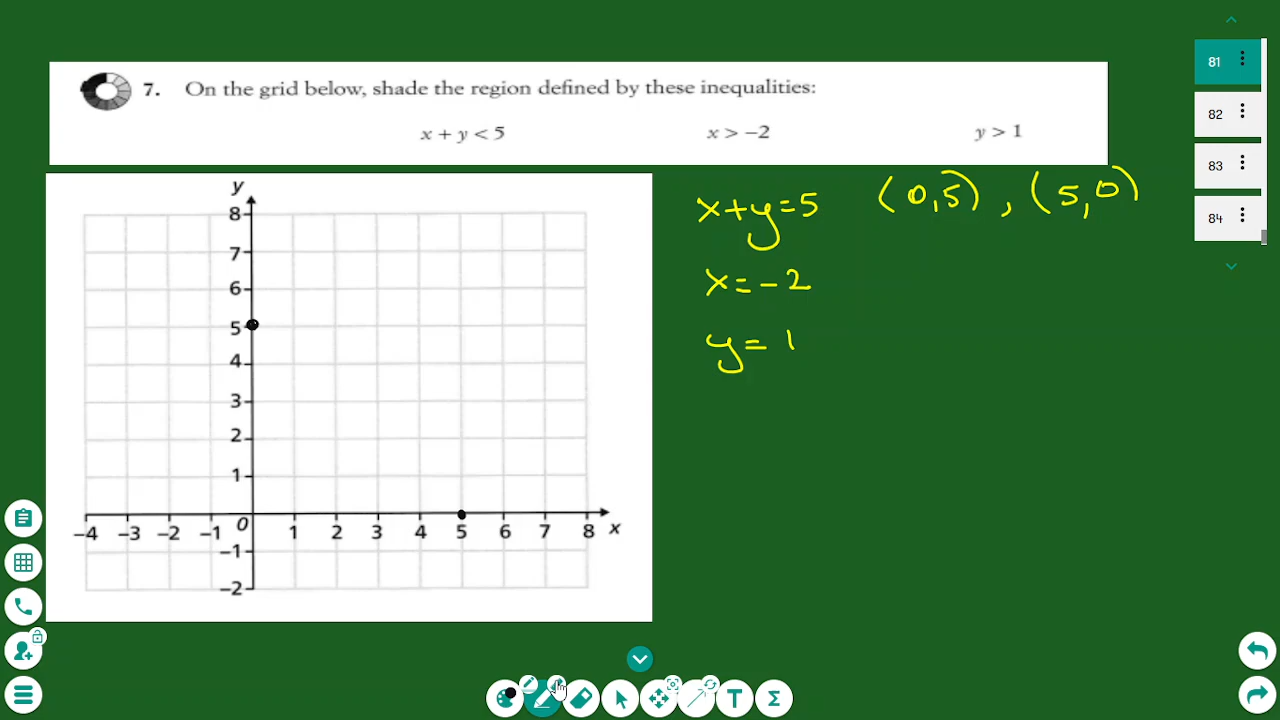 7. On the grid below, shade the region defined by these inequalities:
x + y < 5 x > −2 y > 1
x+y=5 (0,5), (5,0)
x=-2
y=1
y
8
7
6
5
4
3
2
1
−4 −3 −2 −1 0 1 2 3 4 5 6 7 8 x
−1
−2
81
82
83
84
T Σ